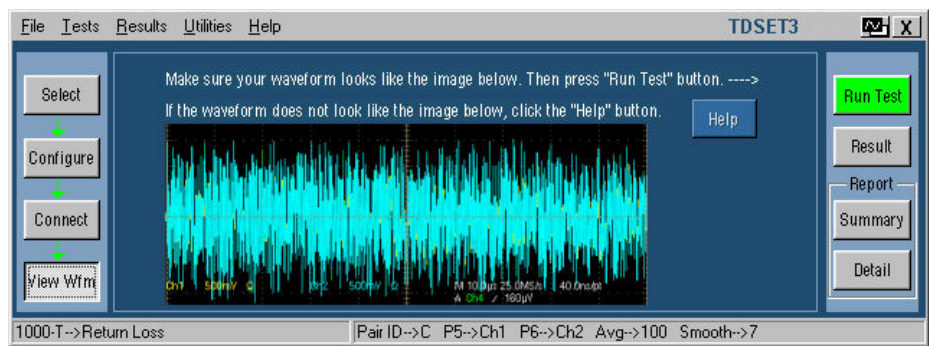 File Tests Results Utilities Help TDSET3 X
Make sure your waveform looks like the image below. Then press "Run Test" button. ---->
If the waveform does not look like the image below, click the "Help" button.
Help
Select
Configure
Connect
View Wfm
Ch1 500mV Ω Ch2 500mV Ω M 10.0µs 25.0MS/s 40.0ns/pt
A Ch4 / 160µV
Run Test
Result
Report
Summary
Detail
1000-T-->Return Loss
Pair ID-->C P5-->Ch1 P6-->Ch2 Avg-->100 Smooth-->7